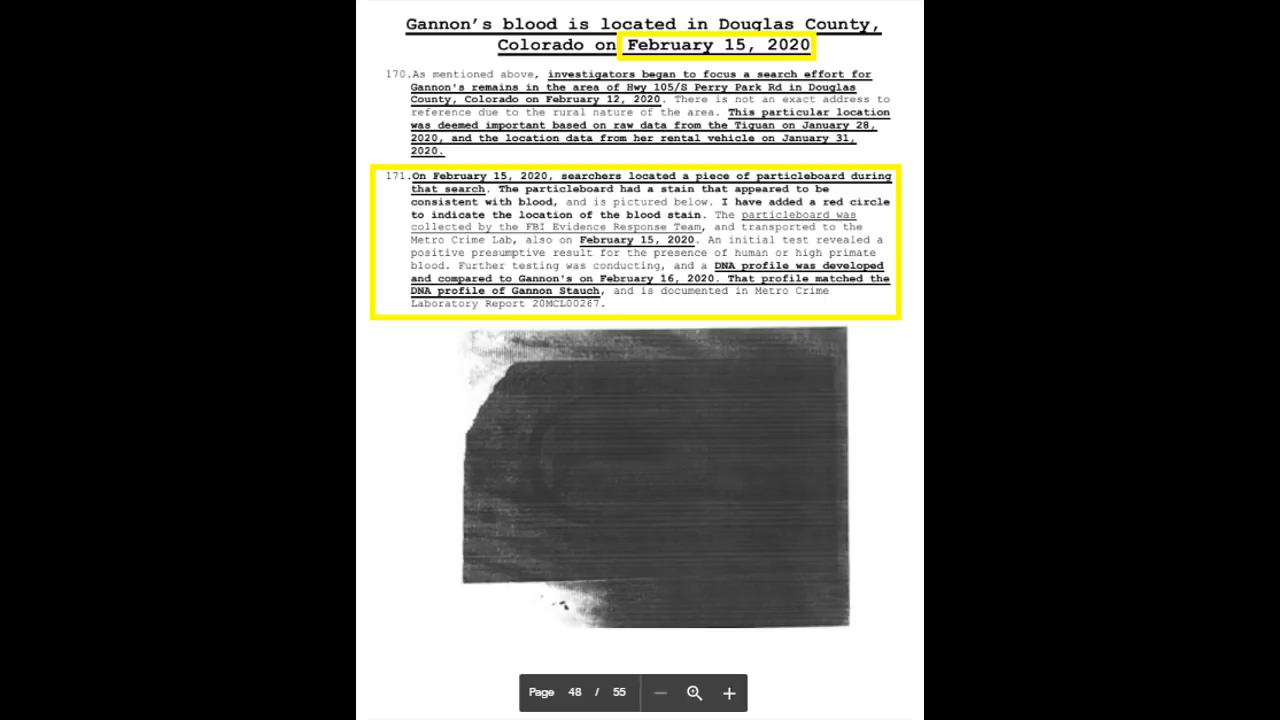 Gannon's blood is located in Douglas County,
Colorado on February 15, 2020
170.As mentioned above, investigators began to focus a search effort for
Gannon's remains in the area of Hwy 105/S Perry Park Rd in Douglas
County, Colorado on February 12, 2020. There is not an exact address to
reference due to the rural nature of the area. This particular location
was deemed important based on raw data from the Tiguan on January 28,
2020, and the location data from her rental vehicle on January 31,
2020.
171.On February 15, 2020, searchers located a piece of particleboard during
that search. The particleboard had a stain that appeared to be
consistent with blood, and is pictured below. I have added a red circle
to indicate the location of the blood stain. The particleboard was
collected by the FBI Evidence Response Team, and transported to the
Metro Crime Lab, also on February 15, 2020. An initial test revealed a
positive presumptive result for the presence of human or high primate
blood. Further testing was conducting, and a DNA profile was developed
and compared to Gannon's on February 16, 2020. That profile matched the
DNA profile of Gannon Stauch, and is documented in Metro Crime
Laboratory Report 20MCL00267.
Page 48 / 55